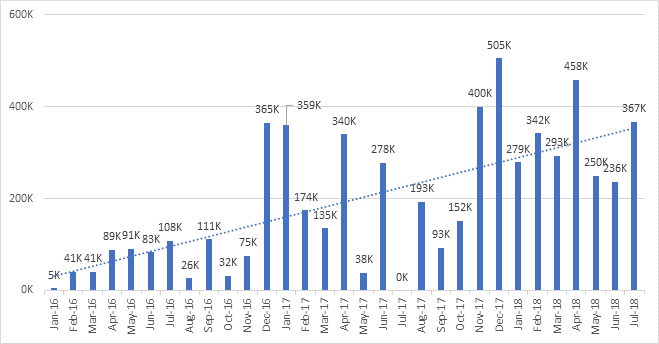 600K
400K
200K
0K
5K
41K
41K
89K
91K
83K
108K
26K
111K
32K
75K
365K
359K
174K
135K
340K
38K
278K
0K
193K
93K
152K
400K
505K
279K
342K
293K
458K
250K
236K
367K
Jan-16
Feb-16
Mar-16
Apr-16
May-16
Jun-16
Jul-16
Aug-16
Sep-16
Oct-16
Nov-16
Dec-16
Jan-17
Feb-17
Mar-17
Apr-17
May-17
Jun-17
Jul-17
Aug-17
Sep-17
Oct-17
Nov-17
Dec-17
Jan-18
Feb-18
Mar-18
Apr-18
May-18
Jun-18
Jul-18